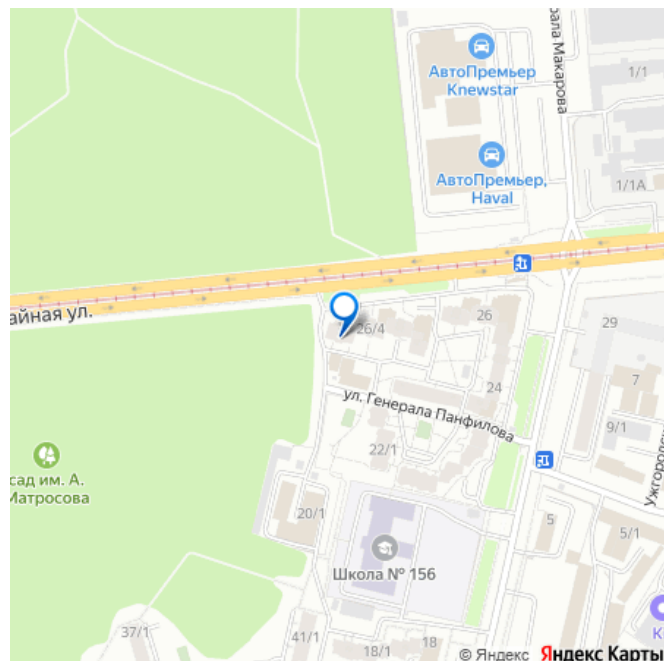 АвтоПремьер
Knewstar
рала Макарова
1/1
АвтоПремьер,
Haval
1/1А
айная ул.
26/4
26
29
7
24
ул. Генерала Панфилова
9/1
22/1
Ужгородс
сад им. А.
Матросова
20/1
5
5/1
Школа № 156
К
37/1
41/1
18
18/1
© Яндекс Яндекс Карты